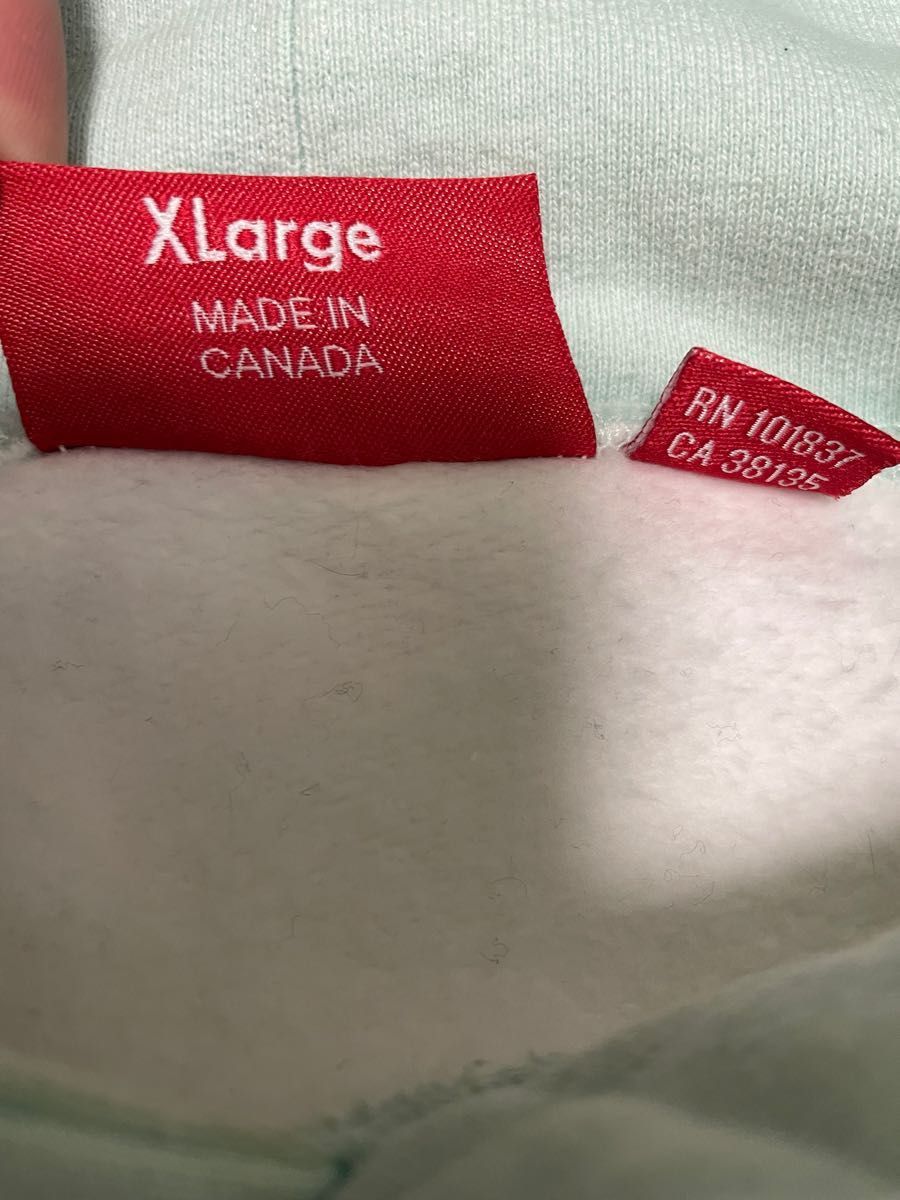 XLarge
MADE IN
CANADA
RN 101837
CA 38135